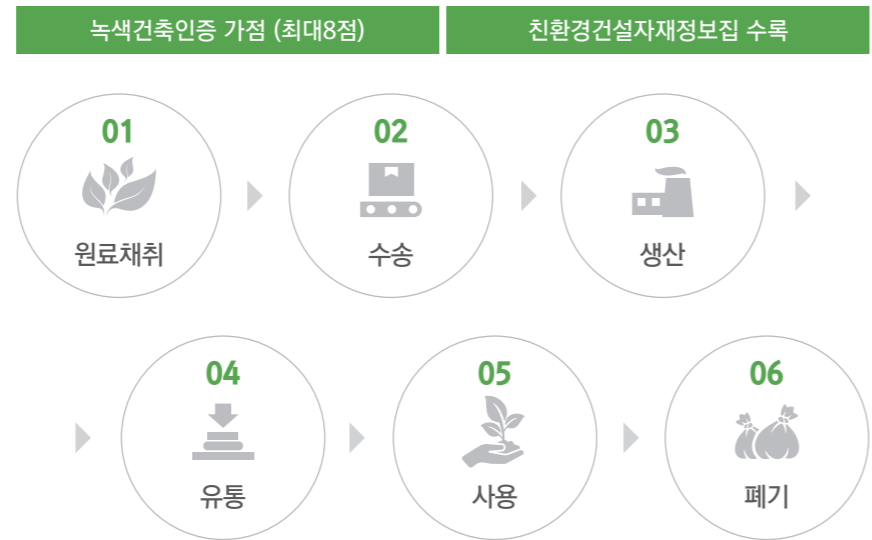 녹색건축인증 가점 (최대8점)
친환경건설자재정보집 수록
01
원료채취
02
수송
03
생산
04
유통
05
사용
06
폐기